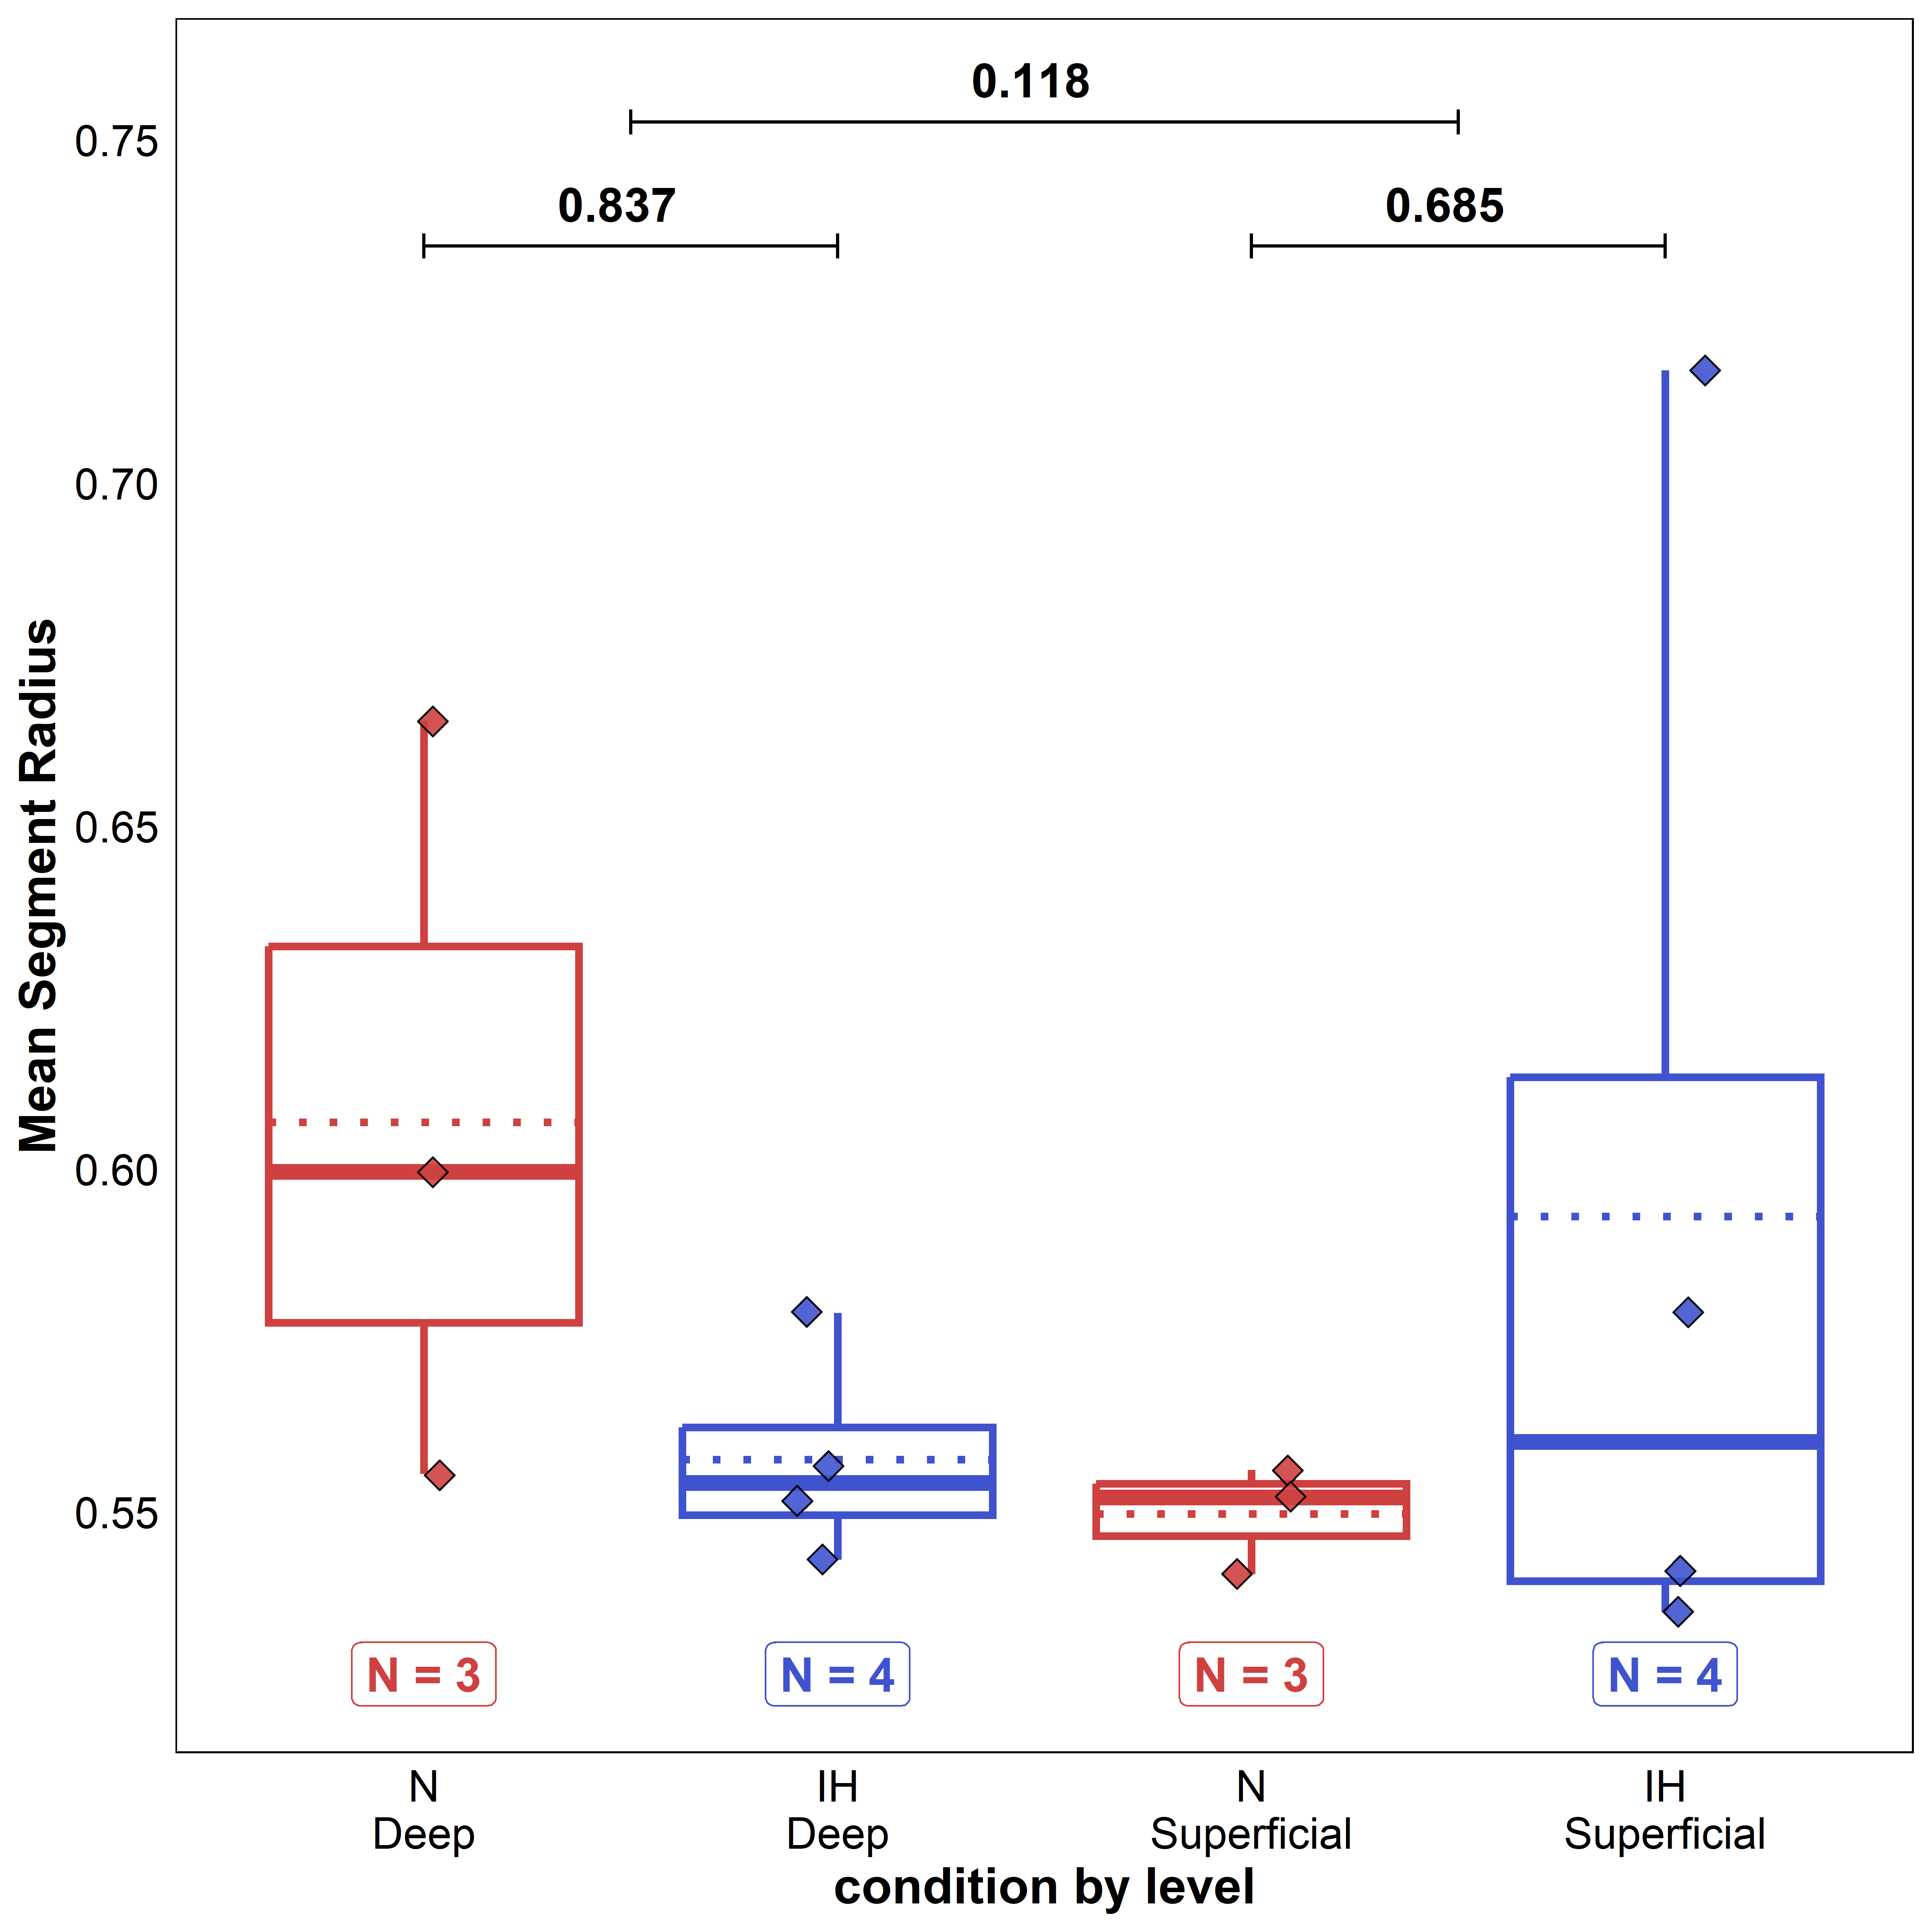 0.118
0.837
0.685
0.75
0.70
0.65
0.60
0.55
Mean Segment Radius
N = 3
N = 4
N = 3
N = 4
N
Deep
IH
Deep
N
Superficial
IH
Superficial
condition by level